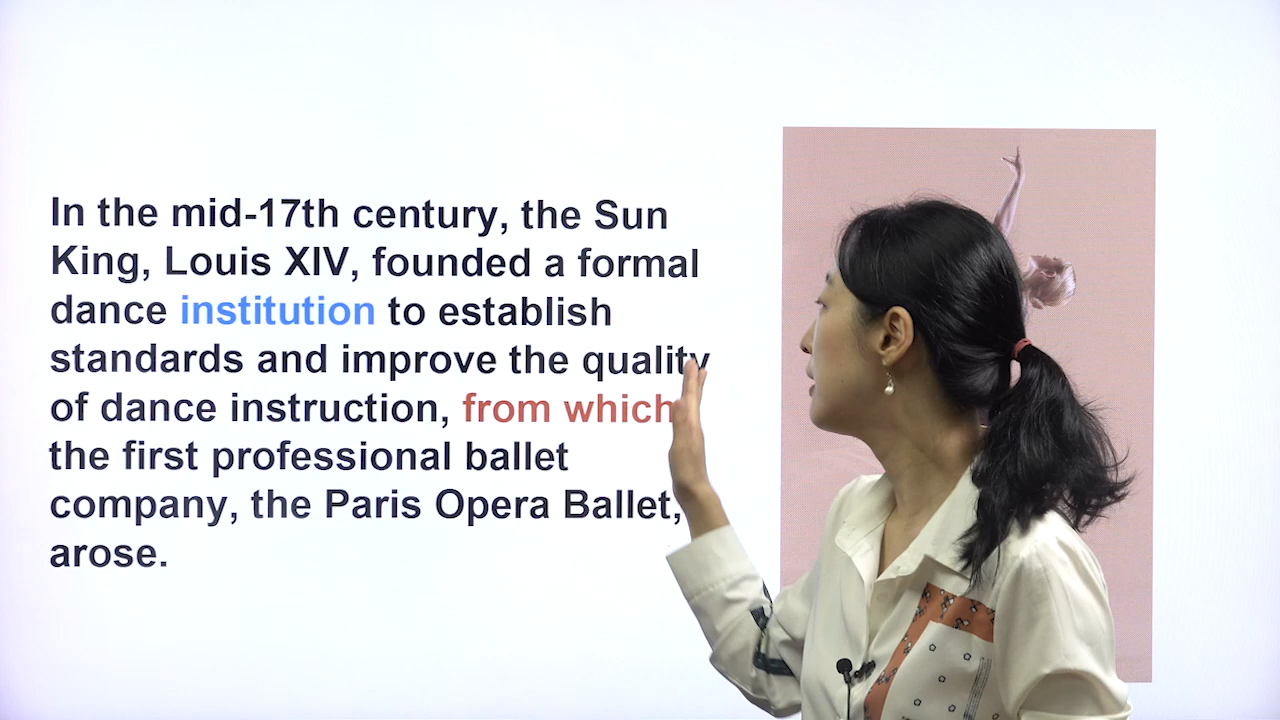 In the mid-17th century, the Sun
King, Louis XIV, founded a formal
dance institution to establish
standards and improve the quality
of dance instruction, from which
the first professional ballet
company, the Paris Opera Ballet,
arose.